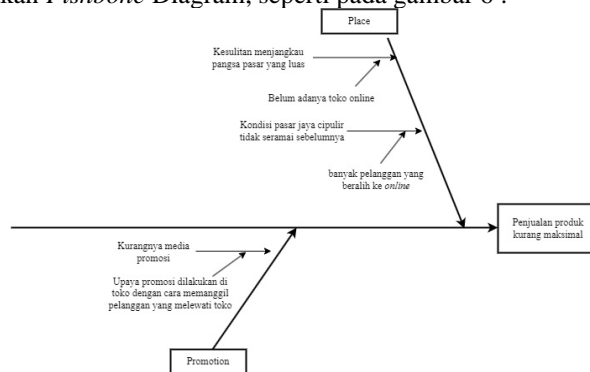 kan Fishbone Diagram, seperti pada gambar 6 .
Place
Kesulitan menjangkau
pangsa pasar yang luas
Belum adanya toko online
Kondisi pasar jaya cipulir
tidak seramai sebelumnya
banyak pelanggan yang
beralih ke online
Penjualan produk
kurang maksimal
Kurangnya media
promosi
Upaya promosi dilakukan di
toko dengan cara memanggil
pelanggan yang melewati toko
Promotion